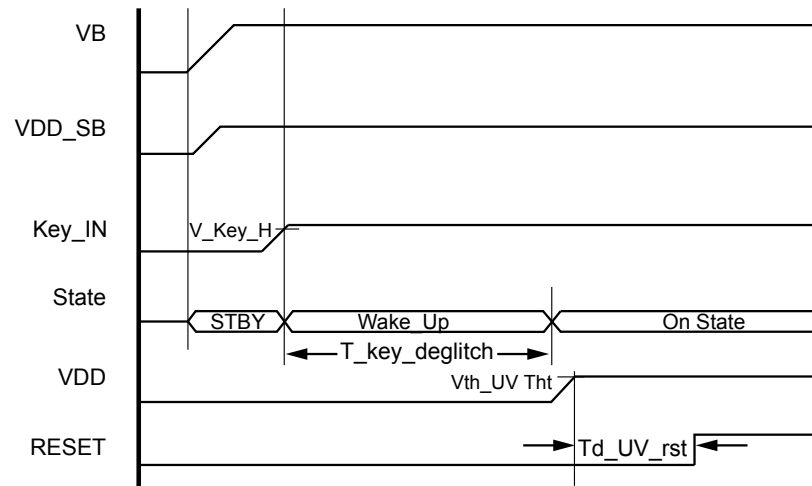 VB
VDD_SB
Key_IN
V_Key_H
State
STBY
Wake_Up
On State
T_key_deglitch
VDD
Vth_UV Tht
RESET
Td_UV_rst